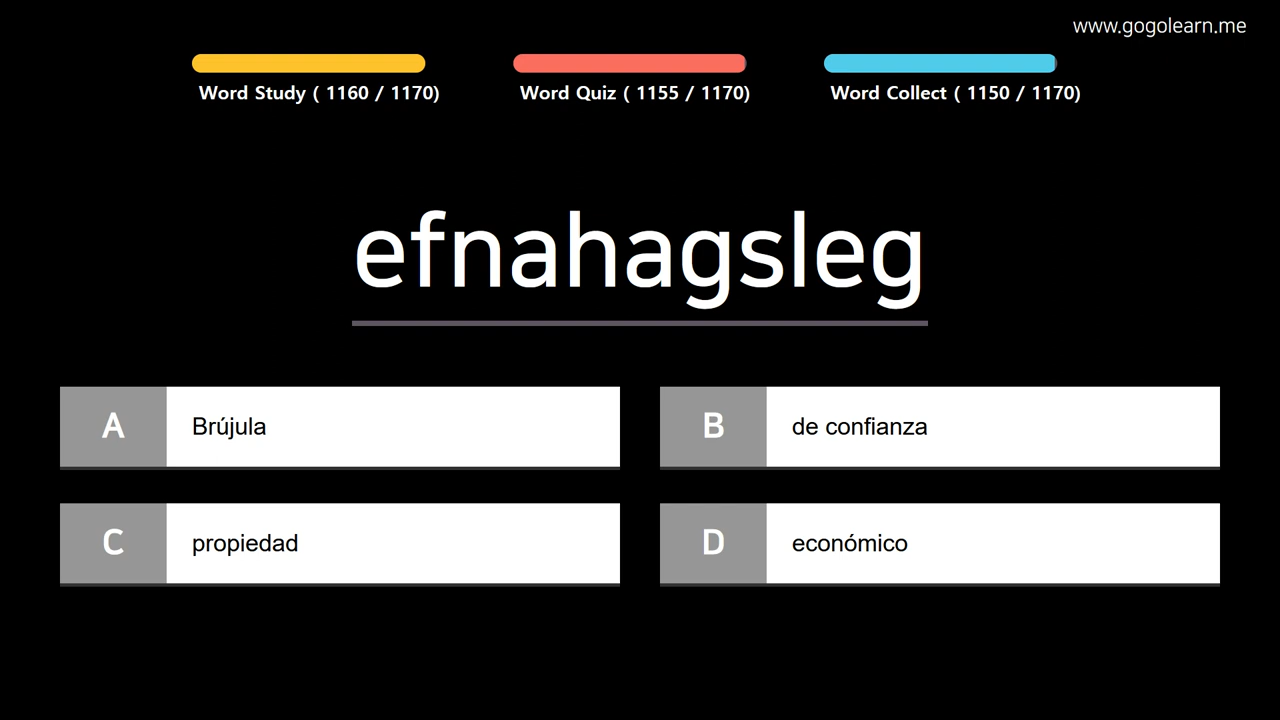 www.gogolearn.me
Word Study ( 1160 / 1170)
Word Quiz ( 1155 / 1170)
Word Collect ( 1150 / 1170)
efnahagsleg
A Brújula
B de confianza
C propiedad
D económico